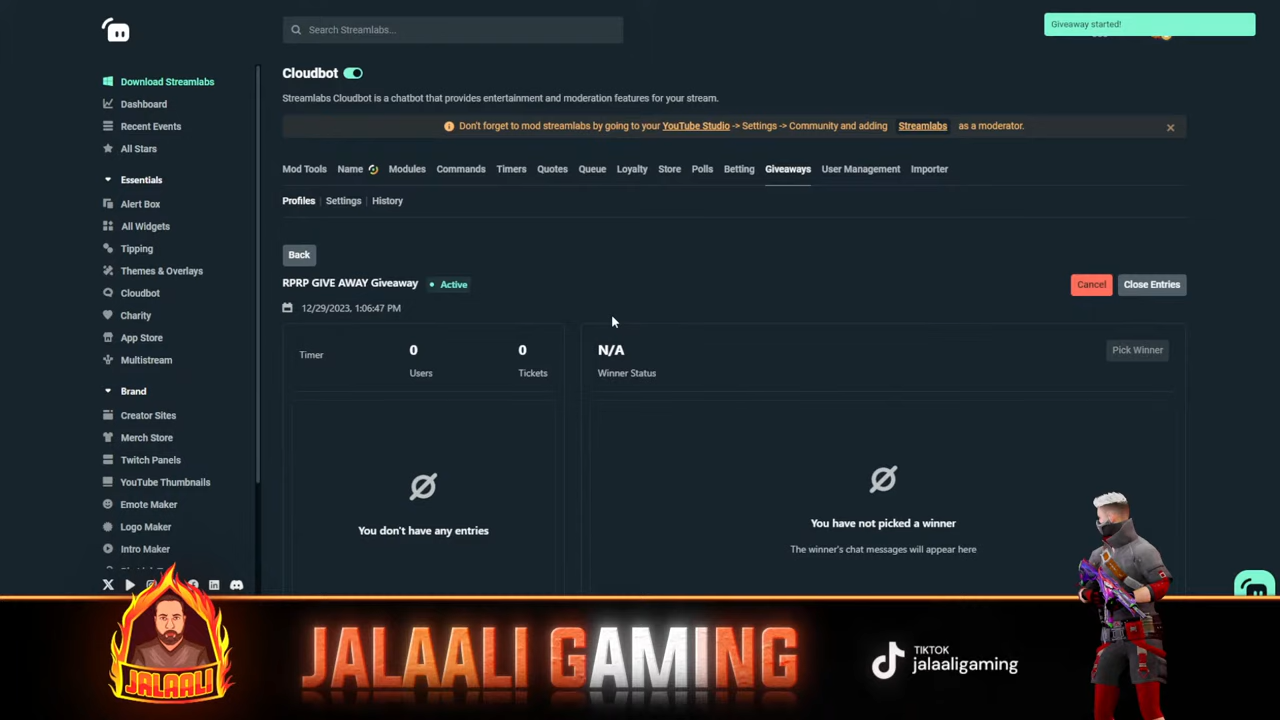 Search Streamlabs...
Giveaway started!
Download Streamlabs
Dashboard
Recent Events
All Stars
Essentials
Alert Box
All Widgets
Tipping
Themes & Overlays
Cloudbot
Charity
App Store
Multistream
Brand
Creator Sites
Merch Store
Twitch Panels
YouTube Thumbnails
Emote Maker
Logo Maker
Intro Maker
Cloudbot
Streamlabs Cloudbot is a chatbot that provides entertainment and moderation features for your stream.
Don't forget to mod streamlabs by going to your YouTube Studio -> Settings -> Community and adding Streamlabs as a moderator.
Mod Tools Name Modules Commands Timers Quotes Queue Loyalty Store Polls Betting Giveaways User Management Importer
Profiles | Settings | History
Back
RPRP GIVE AWAY Giveaway • Active
Cancel Close Entries
12/29/2023, 1:06:47 PM
Timer
0
Users
0
Tickets
You don't have any entries
N/A
Winner Status
Pick Winner
You have not picked a winner
The winner's chat messages will appear here
JALAALI
JALAALI GAMING
TIKTOK
jalaaligaming